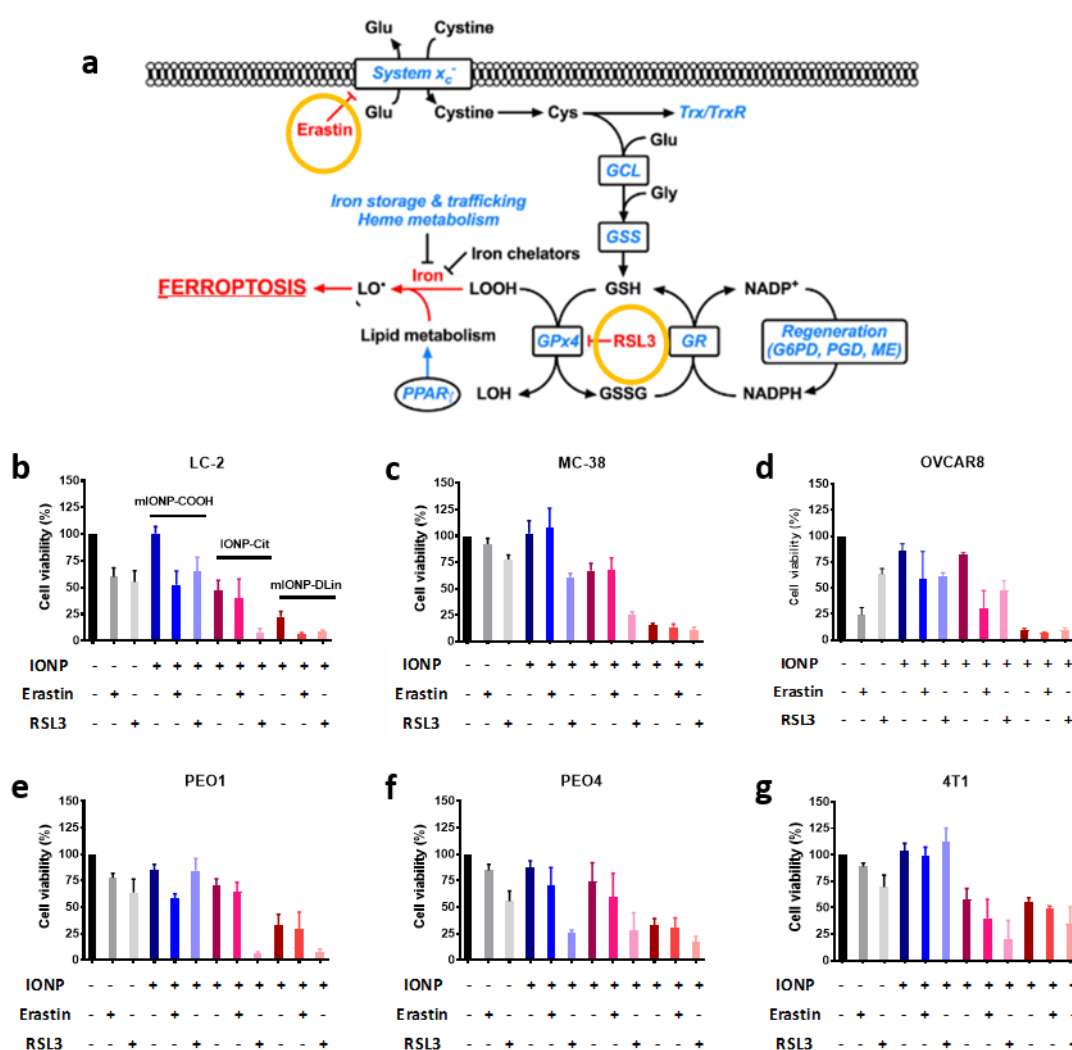 a
Glu Cystine
System xc-
Glu Cystine Cys Trx/TrxR
Erastin
Glu
GCL
Gly
GSS
Iron storage & trafficking
Heme metabolism
Iron chelators
Iron
FERROPTOSIS LO• LOOH GSH NADP+
Lipid metabolism
GPx4 RSL3 GR
Regeneration
(G6PD, PGD, ME)
PPARγ LOH GSSG NADPH
b LC-2
Cell viability (%)
150
125
100
75
50
25
0
mIONP-COOH
IONP-Cit
mIONP-DLin
IONP - - - + + + + + + + + +
Erastin - + - - + - - + - - + -
RSL3 - - + - - + - - + - - +
c MC-38
Cell viability (%)
150
125
100
75
50
25
0
IONP - - - + + + + + + + + +
Erastin - + - - + - - + - - + -
RSL3 - - + - - + - - + - - +
d OVCAR8
Cell viability (%)
150
125
100
75
50
25
0
IONP - - - + + + + + + + + +
Erastin - + - - + - - + - - + -
RSL3 - - + - - + - - + - - +
e PEO1
Cell viability (%)
150
125
100
75
50
25
0
IONP - - - + + + + + + + + +
Erastin - + - - + - - + - - + -
RSL3 - - + - - + - - + - - +
f PEO4
Cell viability (%)
150
125
100
75
50
25
0
IONP - - - + + + + + + + + +
Erastin - + - - + - - + - - + -
RSL3 - - + - - + - - + - - +
g 4T1
Cell viability (%)
150
125
100
75
50
25
0
IONP - - - + + + + + + + + +
Erastin - + - - + - - + - - + -
RSL3 - - + - - + - - + - - +